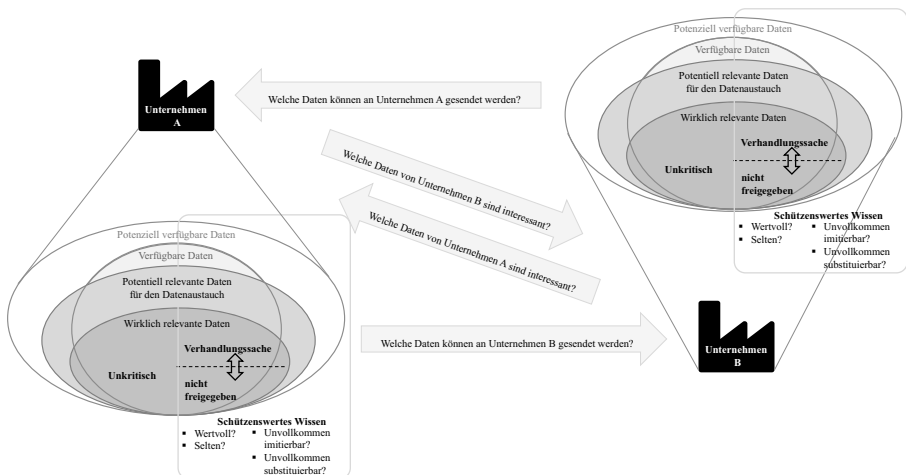 Potenziell verfügbare Daten
Verfügbare Daten
Potentiell relevante Daten
für den Datenaustauch
Wirklich relevante Daten
Verhandlungssache
Unkritisch
nicht
freigegeben
Schützenswertes Wissen
▪ Wertvoll?
▪ Selten?
▪ Unvollkommen
imitierbar?
▪ Unvollkommen
substituierbar?
Unternehmen
A
Welche Daten können an Unternehmen A gesendet werden?
Welche Daten von Unternehmen B sind interessant?
Welche Daten von Unternehmen A sind interessant?
Potenziell verfügbare Daten
Verfügbare Daten
Potentiell relevante Daten
für den Datenaustauch
Wirklich relevante Daten
Verhandlungssache
Unkritisch
nicht
freigegeben
Schützenswertes Wissen
▪ Wertvoll?
▪ Selten?
▪ Unvollkommen
imitierbar?
▪ Unvollkommen
substituierbar?
Welche Daten können an Unternehmen B gesendet werden?
Unternehmen
B